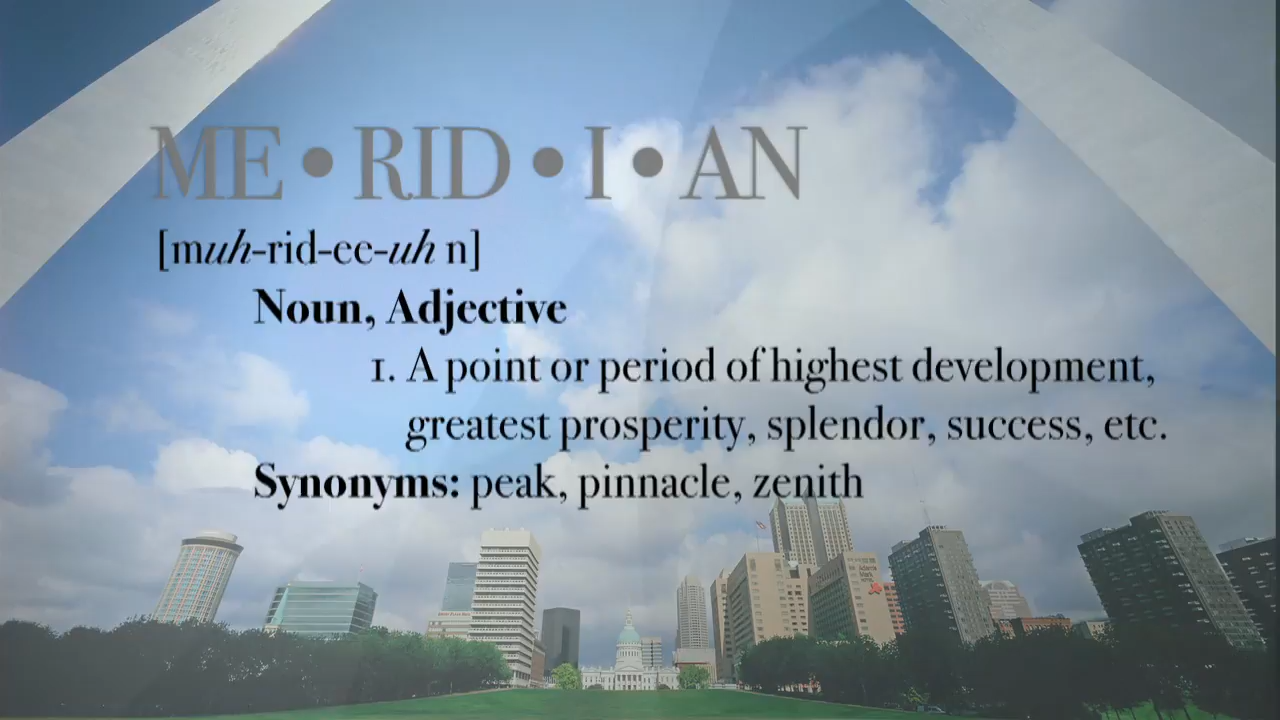 ME•RID•I•AN
[muh-rid-ee-uh n]
Noun, Adjective
1. A point or period of highest development,
greatest prosperity, splendor, success, etc.
Synonyms: peak, pinnacle, zenith